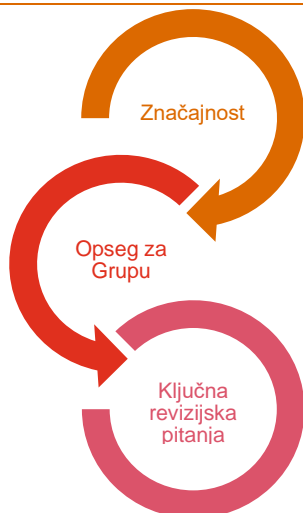 Značajnost
Opseg za
Grupu
Ključna
revizijska
pitanja